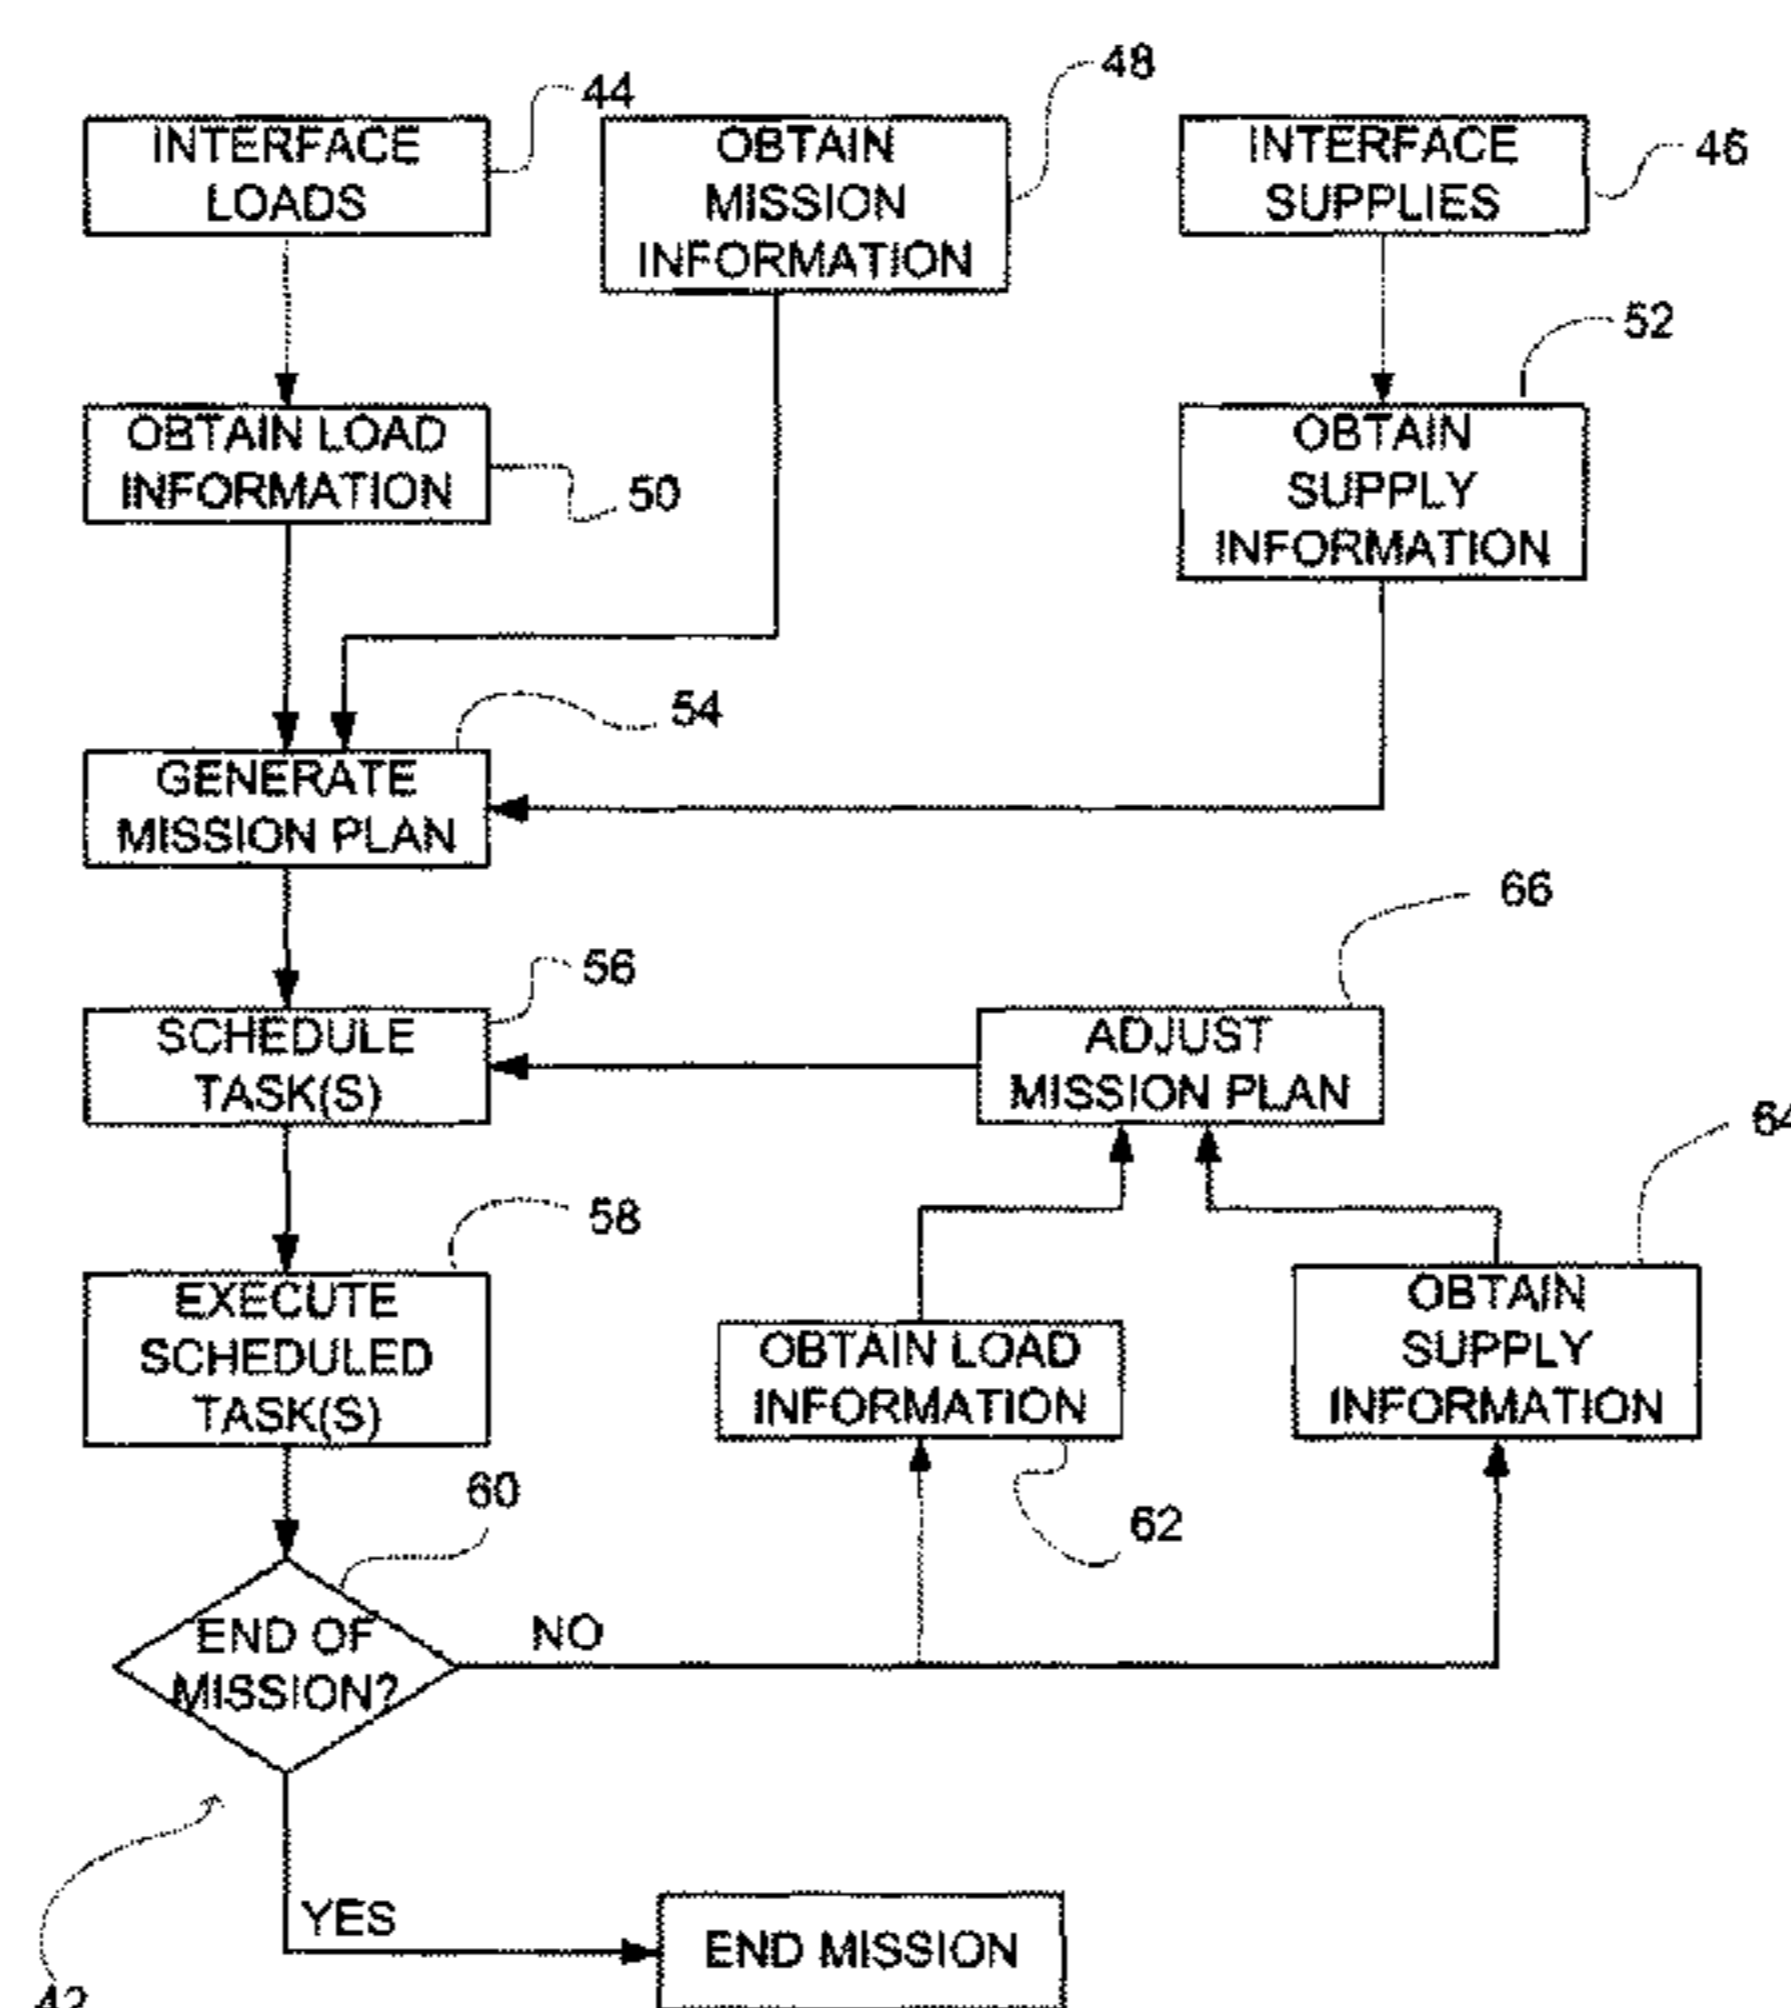 44
48
46
INTERFACE
LOADS
OBTAIN
MISSION
INFORMATION
INTERFACE
SUPPLIES
52
OBTAIN LOAD
INFORMATION
50
OBTAIN
SUPPLY
INFORMATION
54
GENERATE
MISSION PLAN
66
56
SCHEDULE
TASK(S)
ADJUST
MISSION PLAN
64
58
EXECUTE
SCHEDULED
TASK(S)
OBTAIN LOAD
INFORMATION
OBTAIN
SUPPLY
INFORMATION
60
62
END OF
MISSION?
NO
YES
END MISSION
42